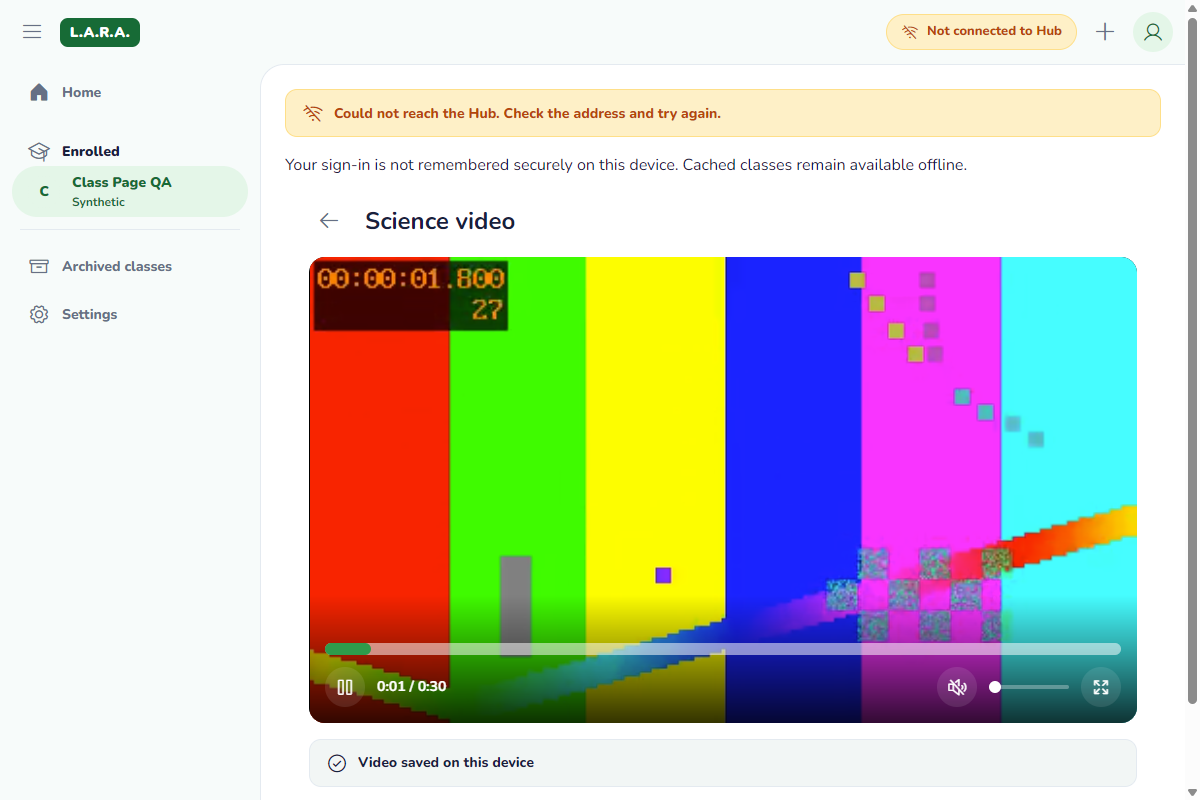 L.A.R.A.
Not connected to Hub
Home
Enrolled
C
Class Page QA
Synthetic
Archived classes
Settings
Could not reach the Hub. Check the address and try again.
Your sign-in is not remembered securely on this device. Cached classes remain available offline.
Science video
00:00:01.800
27
0:01 / 0:30
Video saved on this device